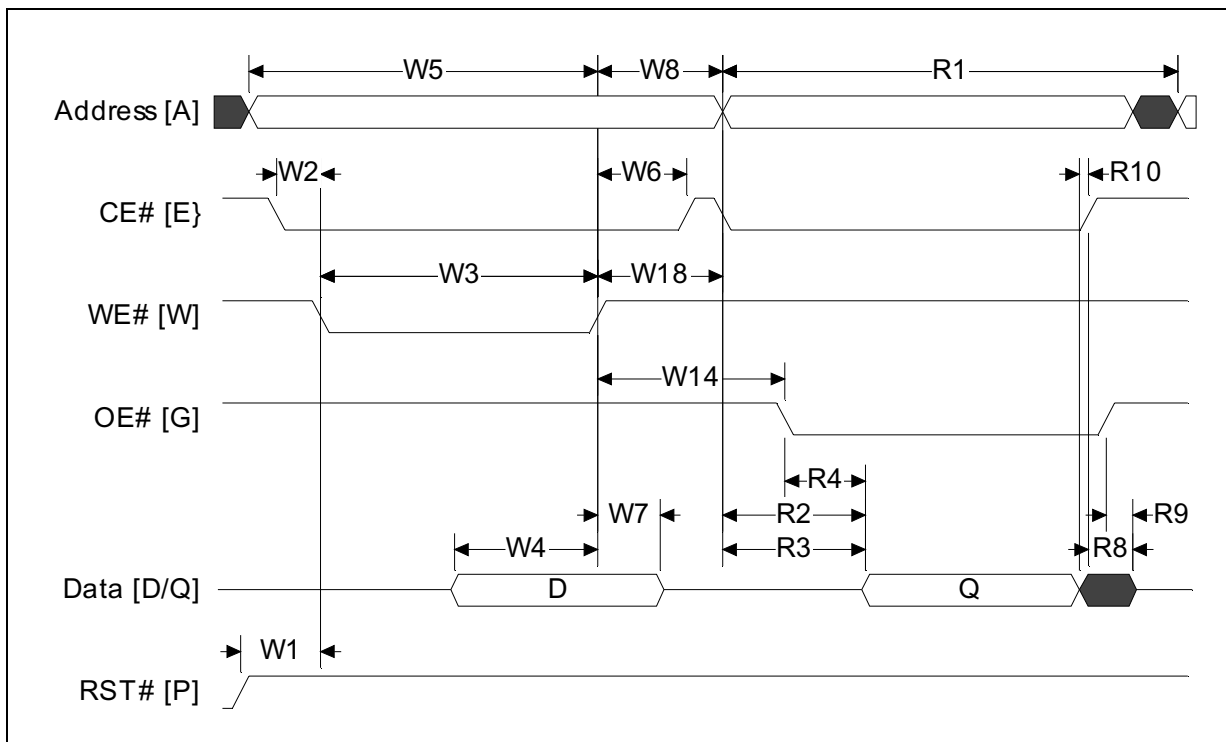 W5 W8 R1
Address [A]
W2 W6 R10
CE# [E}
W3 W18
WE# [W]
W14
OE# [G]
R4
W7 R2 R9
W4 R3 R8
Data [D/Q] D Q
W1
RST# [P]